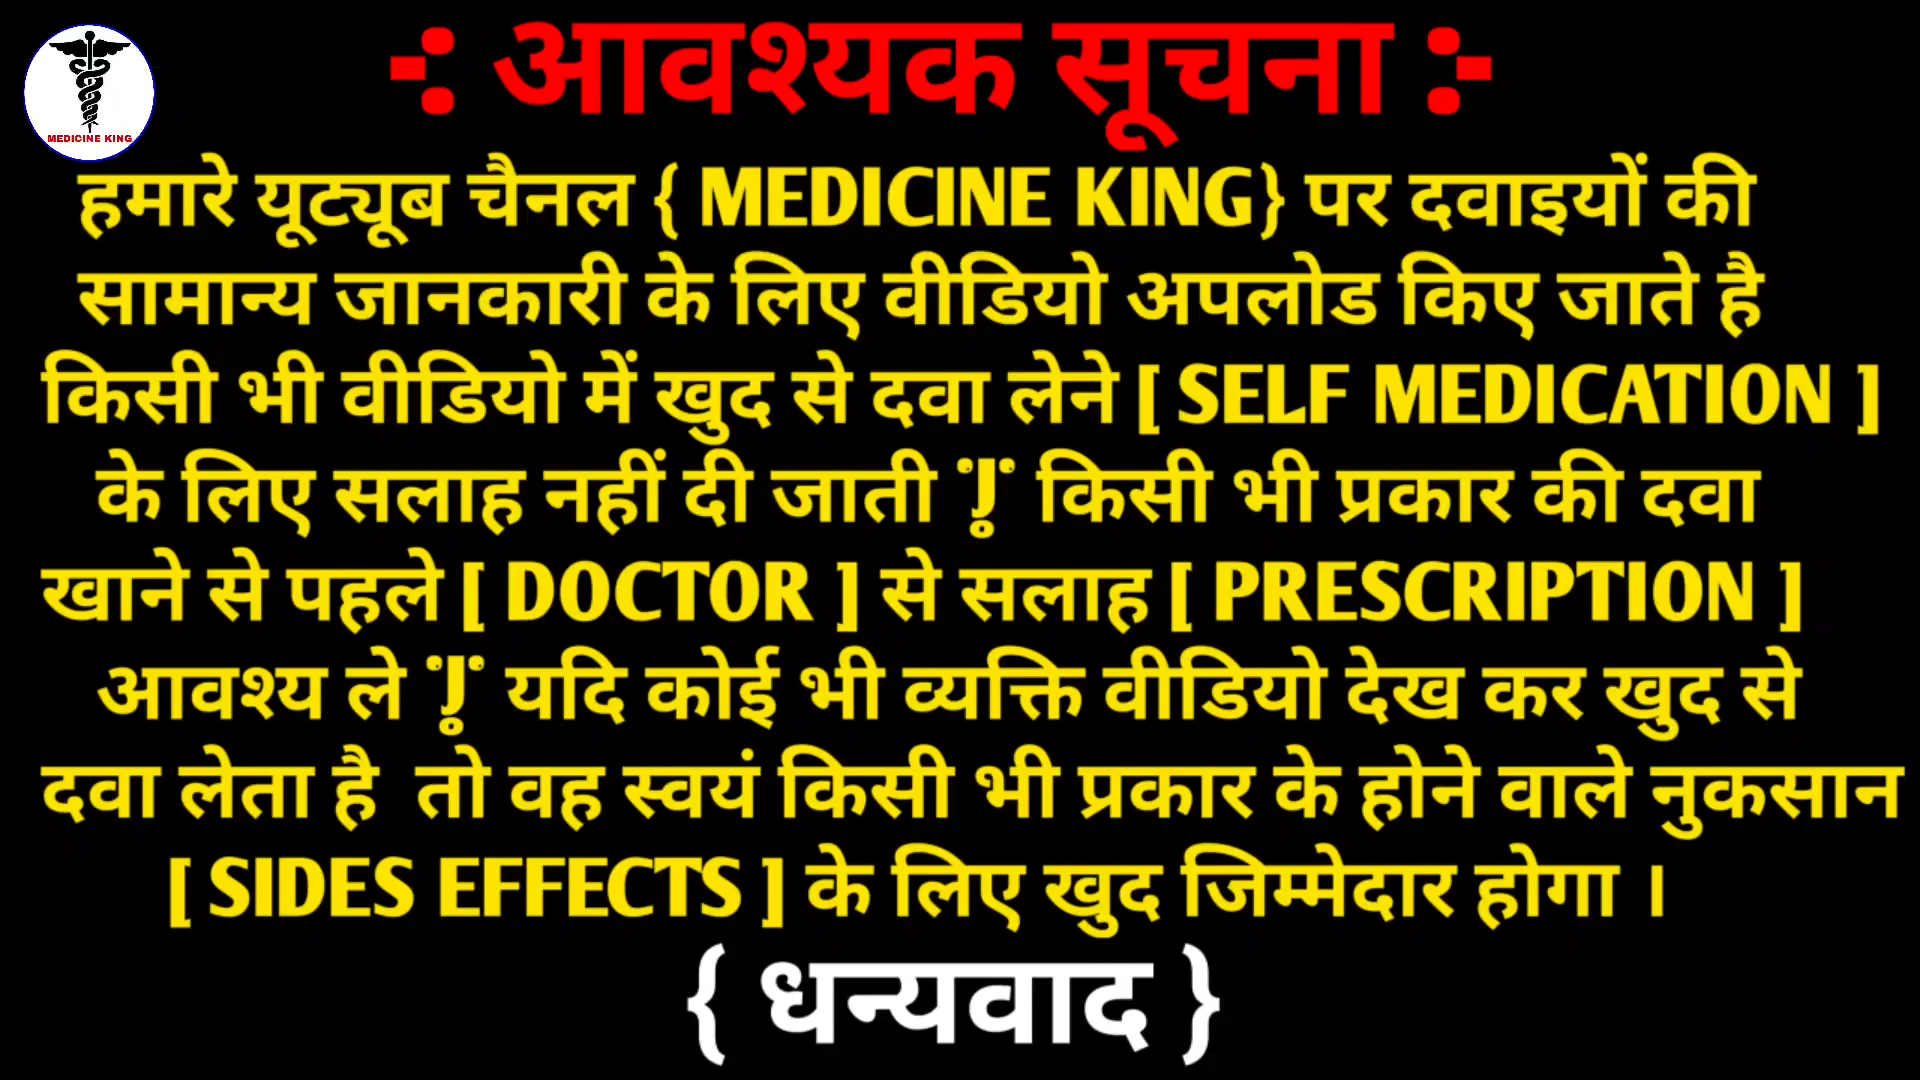 MEDICINE KING
-: आवश्यक सूचना :-
हमारे यूट्यूब चैनल { MEDICINE KING} पर दवाइयों की
सामान्य जानकारी के लिए वीडियो अपलोड किए जाते है
किसी भी वीडियो में खुद से दवा लेने [ SELF MEDICATION ]
के लिए सलाह नहीं दी जाती किसी भी प्रकार की दवा
खाने से पहले [ DOCTOR ] से सलाह [ PRESCRIPTION ]
आवश्य ले यदि कोई भी व्यक्ति वीडियो देख कर खुद से
दवा लेता है तो वह स्वयं किसी भी प्रकार के होने वाले नुकसान
[ SIDES EFFECTS ] के लिए खुद जिम्मेदार होगा ।
{ धन्यवाद }